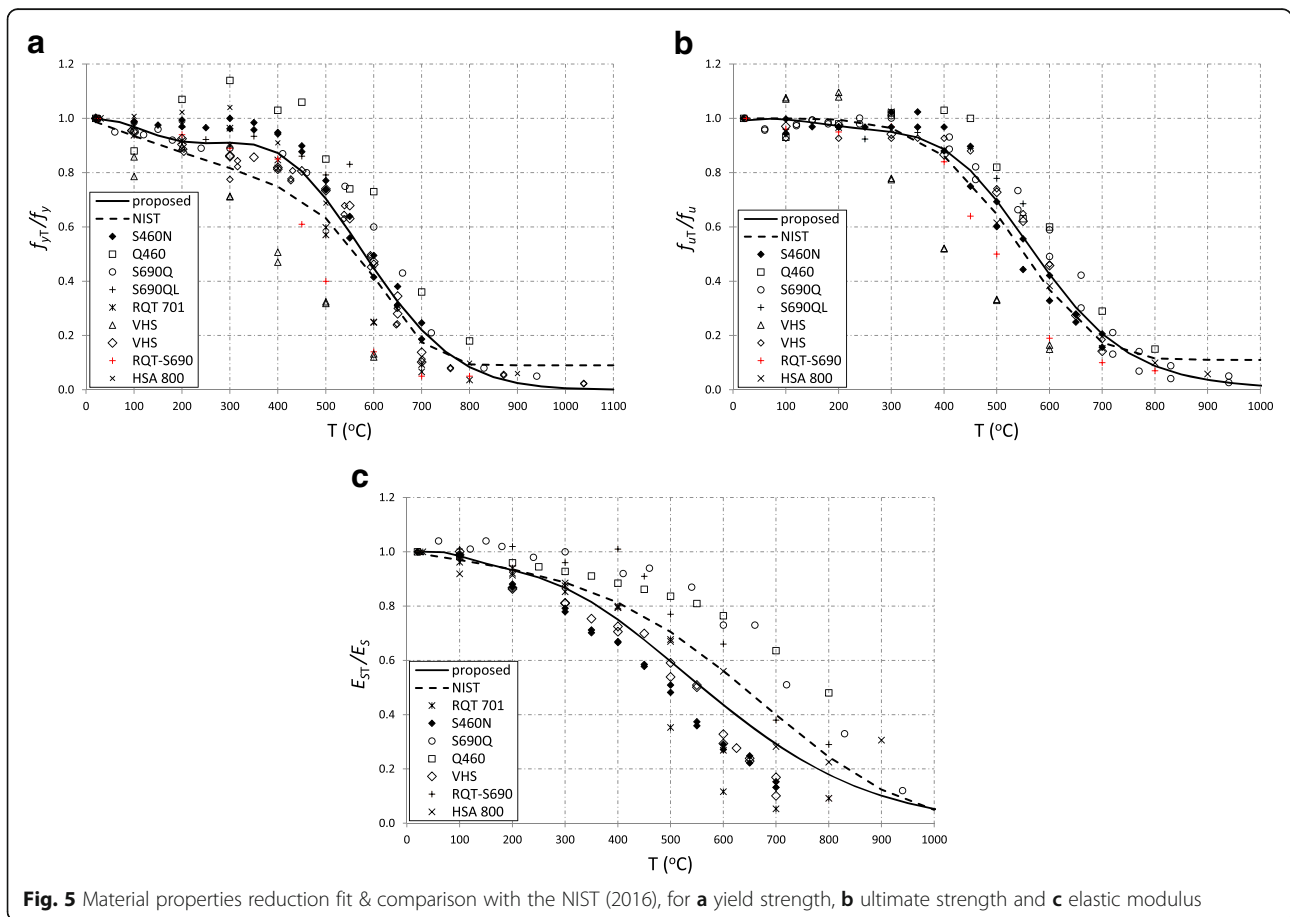 a
1.2
1.0
0.8
0.6
0.4
0.2
0.0
f_yT/f_y
0 100 200 300 400 500 600 700 800 900 1000 1100
T (°C)
proposed
NIST
S460N
Q460
S690Q
S690QL
RQT 701
VHS
VHS
RQT-S690
HSA 800
b
1.2
1.0
0.8
0.6
0.4
0.2
0.0
f_uT/f_u
0 100 200 300 400 500 600 700 800 900 1000
T (°C)
proposed
NIST
S460N
Q460
S690Q
S690QL
VHS
VHS
RQT-S690
HSA 800
c
1.2
1.0
0.8
0.6
0.4
0.2
0.0
E_ST/E_S
0 100 200 300 400 500 600 700 800 900 1000
T (°C)
proposed
NIST
RQT 701
S460N
S690Q
Q460
VHS
RQT-S690
HSA 800
Fig. 5 Material properties reduction fit & comparison with the NIST (2016), for a yield strength, b ultimate strength and c elastic modulus